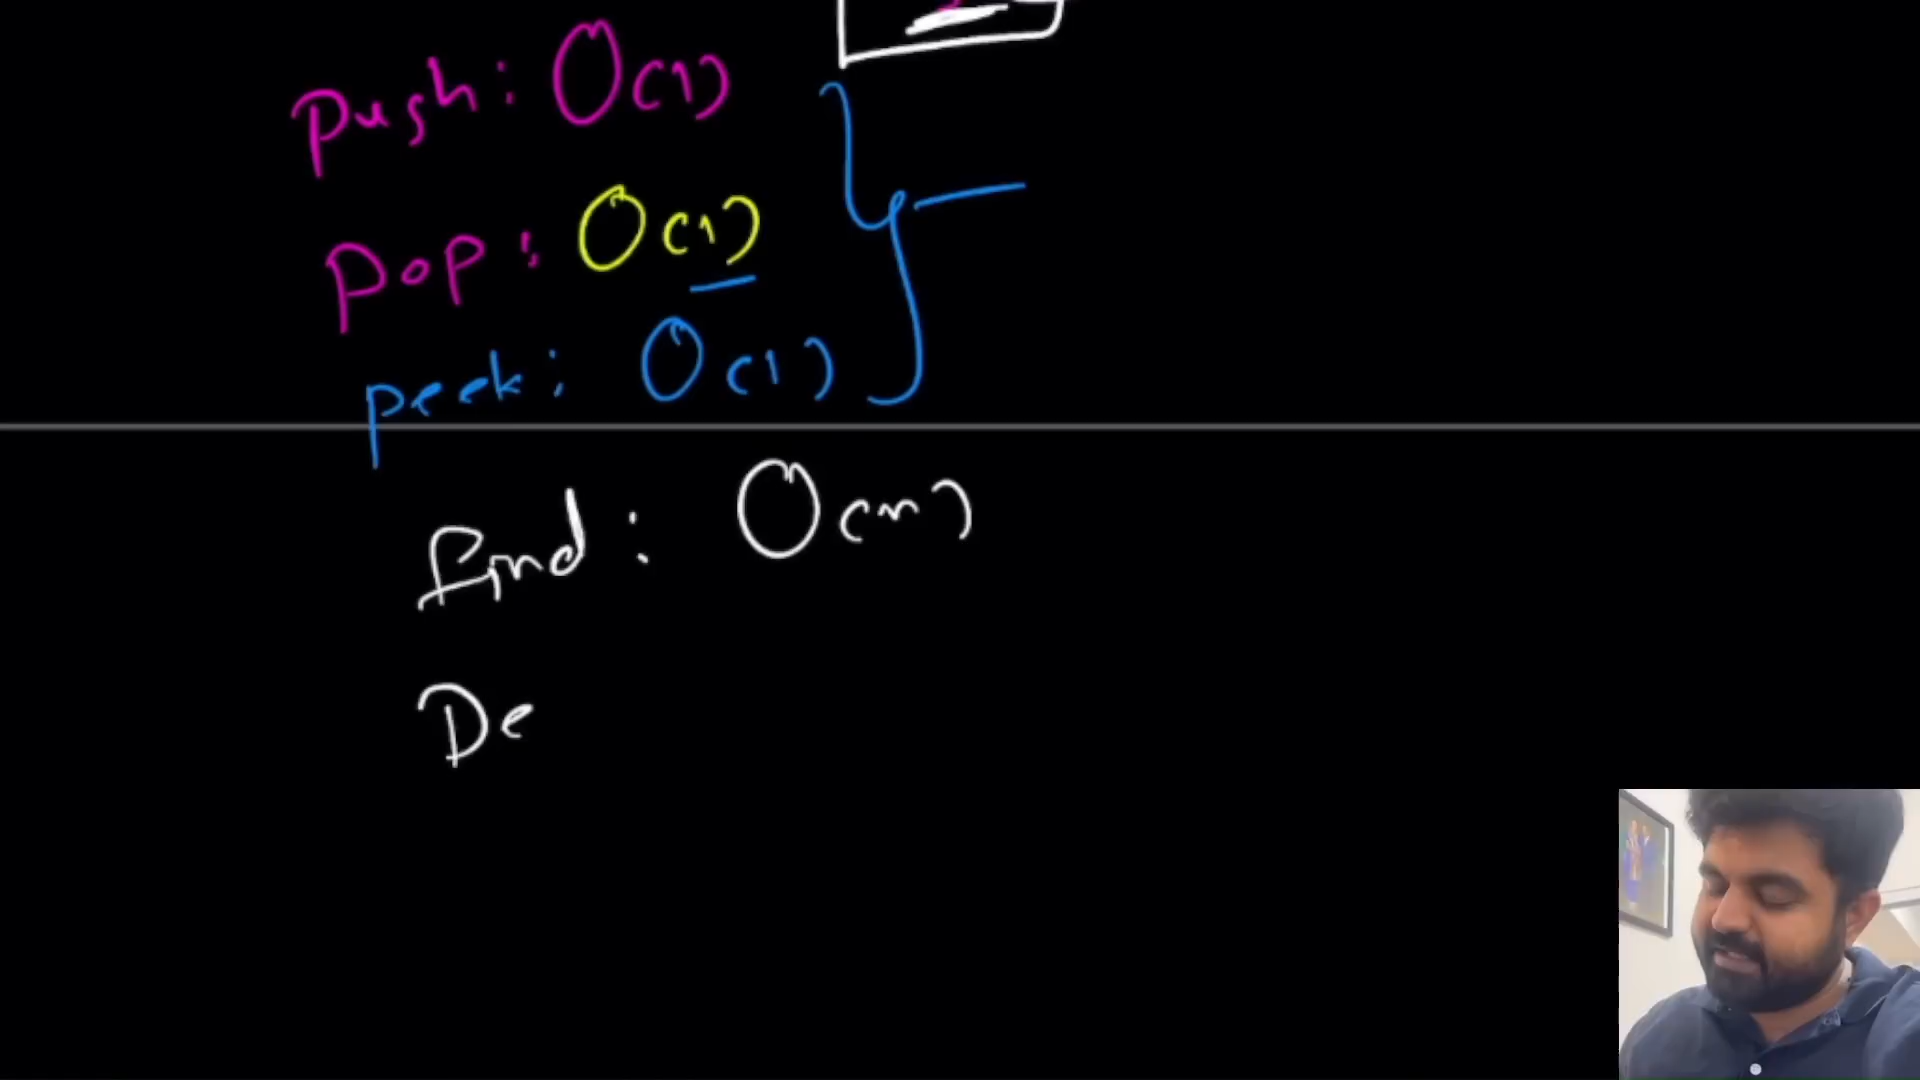 push: O(1)
pop: O(1)
peek: O(1)
find: O(n)
De